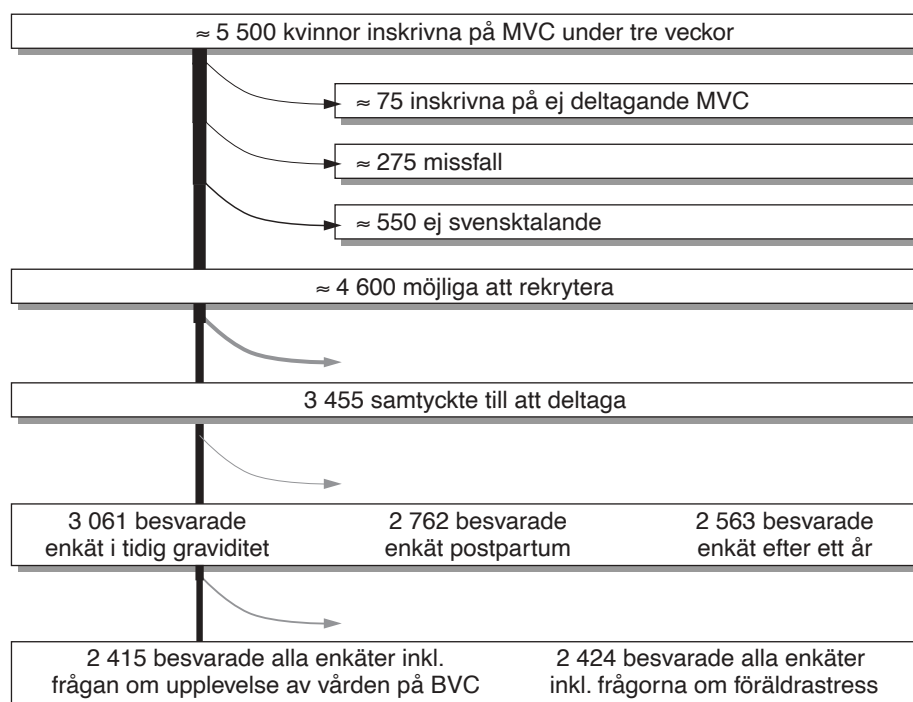 ≈ 5 500 kvinnor inskrivna på MVC under tre veckor
≈ 75 inskrivna på ej deltagande MVC
≈ 275 missfall
≈ 550 ej svensktalande
≈ 4 600 möjliga att rekrytera
3 455 samtyckte till att deltaga
3 061 besvarade
enkät i tidig graviditet
2 762 besvarade
enkät postpartum
2 563 besvarade
enkät efter ett år
2 415 besvarade alla enkäter inkl.
frågan om upplevelse av vården på BVC
2 424 besvarade alla enkäter
inkl. frågorna om föräldrastress